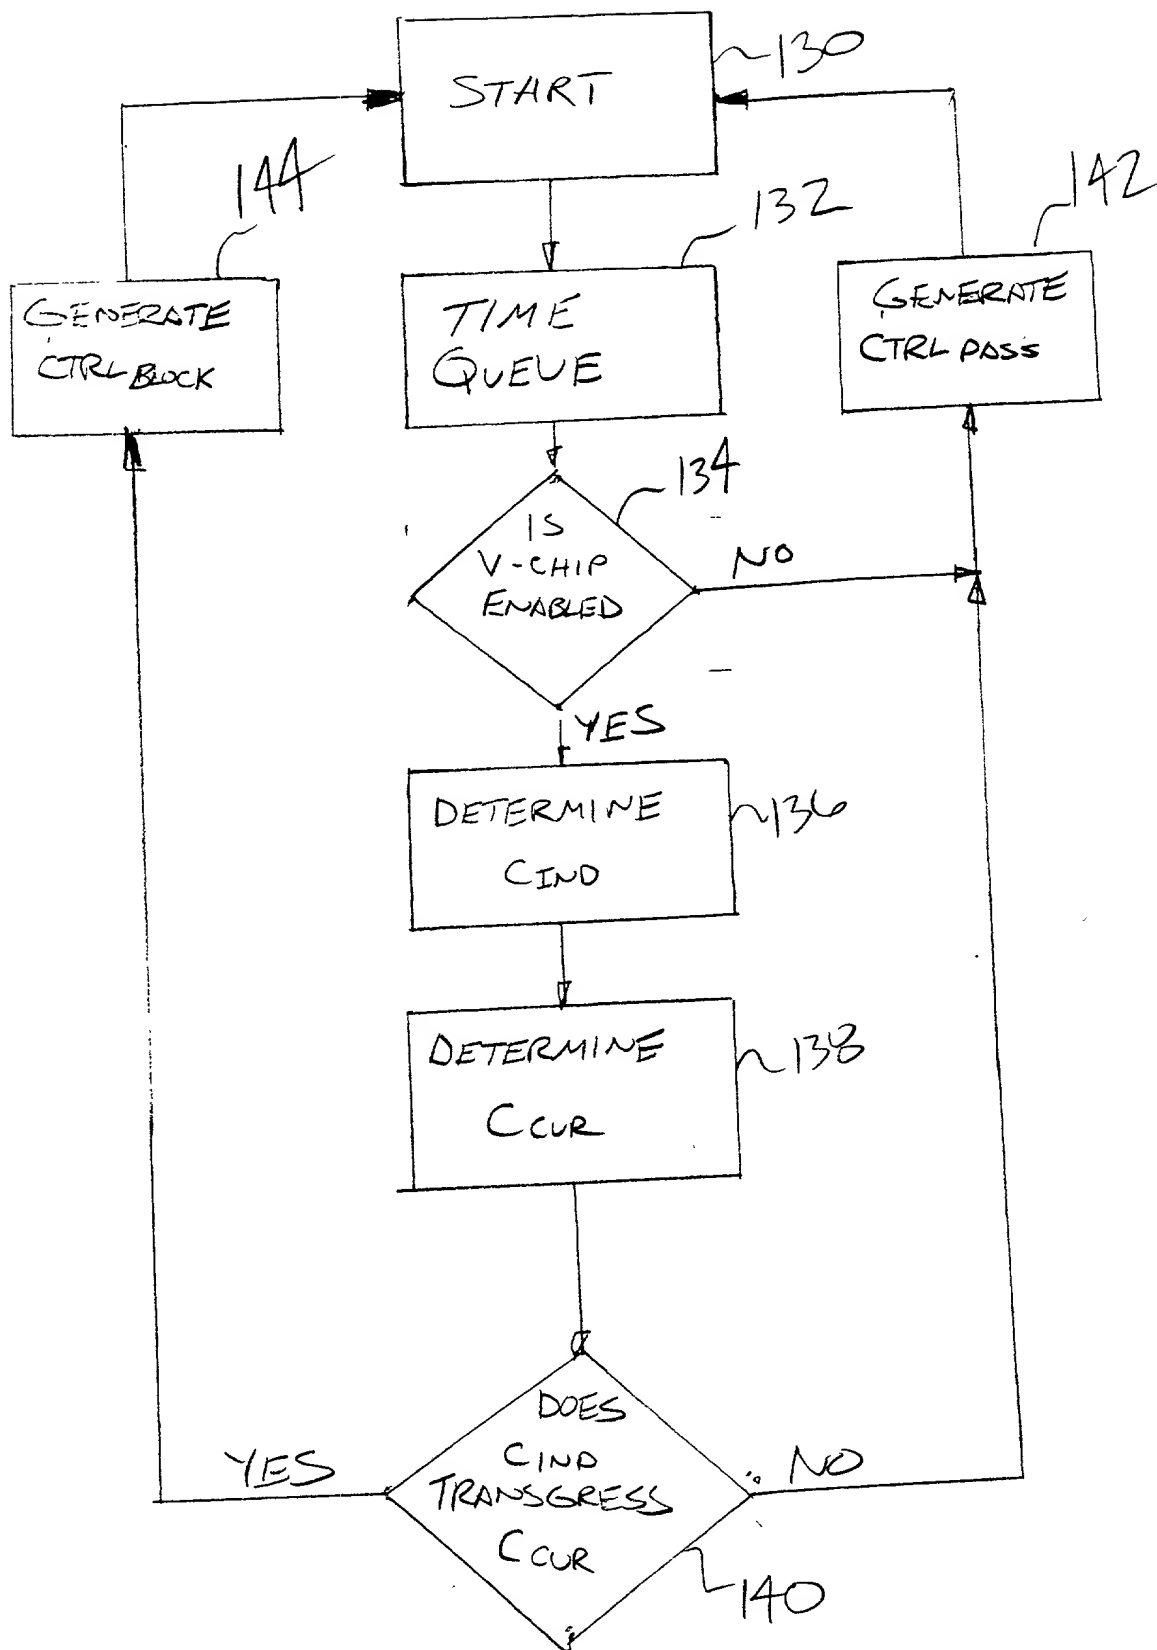 START
130
144
132
142
GENERATE
CTRL BLOCK
TIME
QUEUE
GENERATE
CTRL PASS
134
IS
V-CHIP
ENABLED
NO
YES
DETERMINE
CIND
136
DETERMINE
CCUR
138
DOES
CIND
TRANSGRESS
CCUR
YES
NO
140